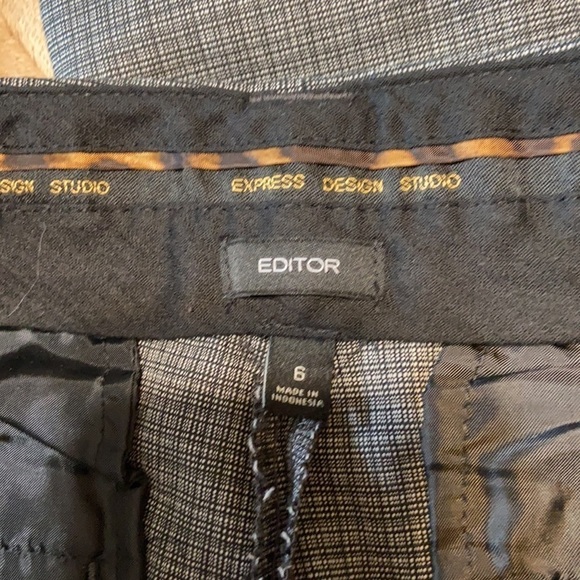 SIGN STUDIO EXPRESS DESIGN STUDIO
EDITOR
6
MADE IN
INDONESIA